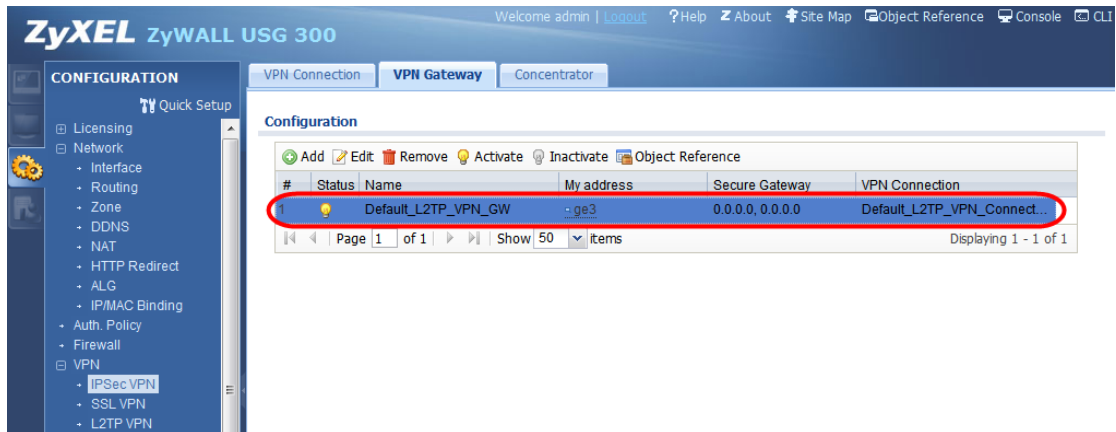 Welcome admin | Logout ?Help Z About Site Map Object Reference Console CLI
ZyXEL ZyWALL USG 300
CONFIGURATION
Quick Setup
Licensing
Network
Interface
Routing
Zone
DDNS
NAT
HTTP Redirect
ALG
IP/MAC Binding
Auth. Policy
Firewall
VPN
IPSec VPN
SSL VPN
L2TP VPN
VPN Connection VPN Gateway Concentrator
Configuration
Add Edit Remove Activate Inactivate Object Reference
# Status Name My address Secure Gateway VPN Connection
1 Default_L2TP_VPN_GW ge3 0.0.0.0, 0.0.0.0 Default_L2TP_VPN_Connect...
Page 1 of 1 Show 50 items Displaying 1 - 1 of 1